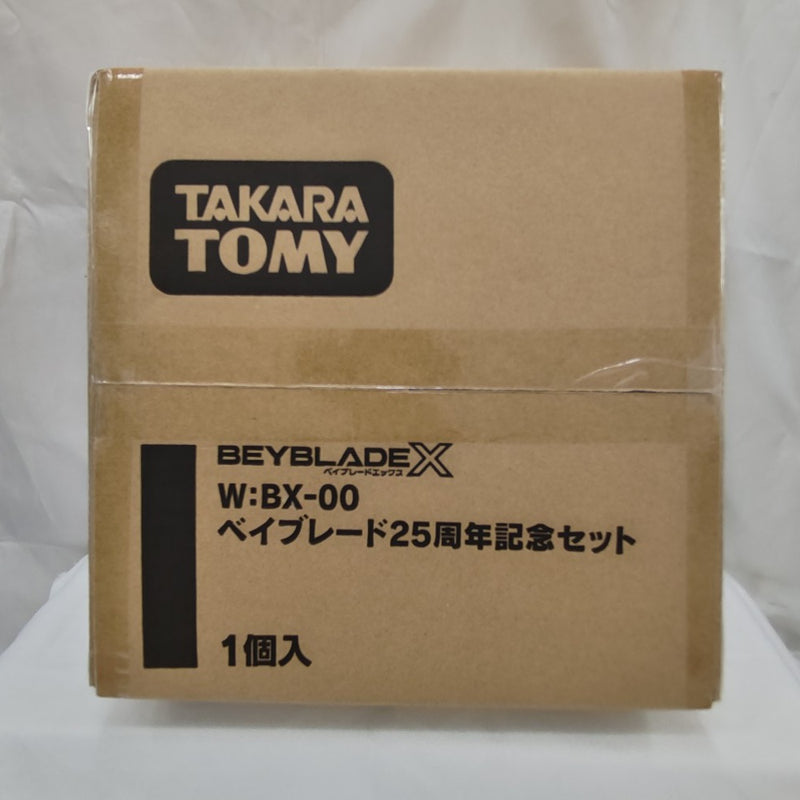 TAKARA
TOMY
BEYBLADE X
ベイブレードエックス
W:BX-00
ベイブレード25周年記念セット
1個入